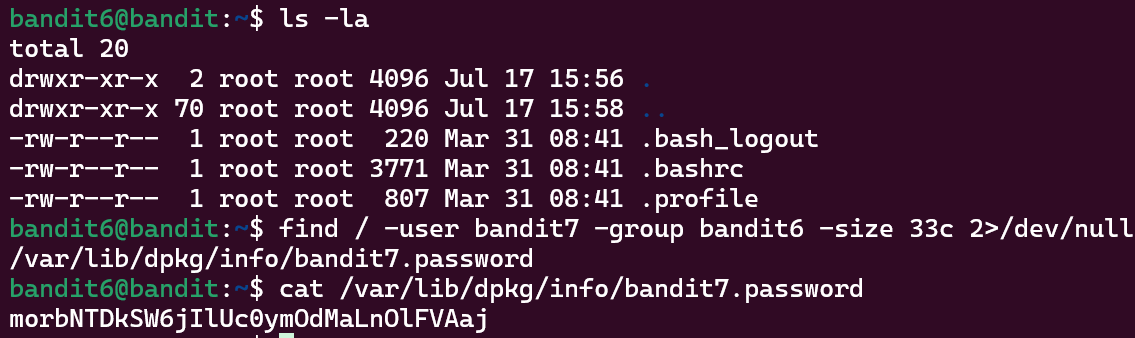 bandit6@bandit:~$ ls -la
total 20
drwxr-xr-x  2 root root 4096 Jul 17 15:56 .
drwxr-xr-x 70 root root 4096 Jul 17 15:58 ..
-rw-r--r--  1 root root  220 Mar 31 08:41 .bash_logout
-rw-r--r--  1 root root 3771 Mar 31 08:41 .bashrc
-rw-r--r--  1 root root  807 Mar 31 08:41 .profile
bandit6@bandit:~$ find / -user bandit7 -group bandit6 -size 33c 2>/dev/null
/var/lib/dpkg/info/bandit7.password
bandit6@bandit:~$ cat /var/lib/dpkg/info/bandit7.password
morbNTDkSW6jIlUc0ymOdMaLnOlFVAaj